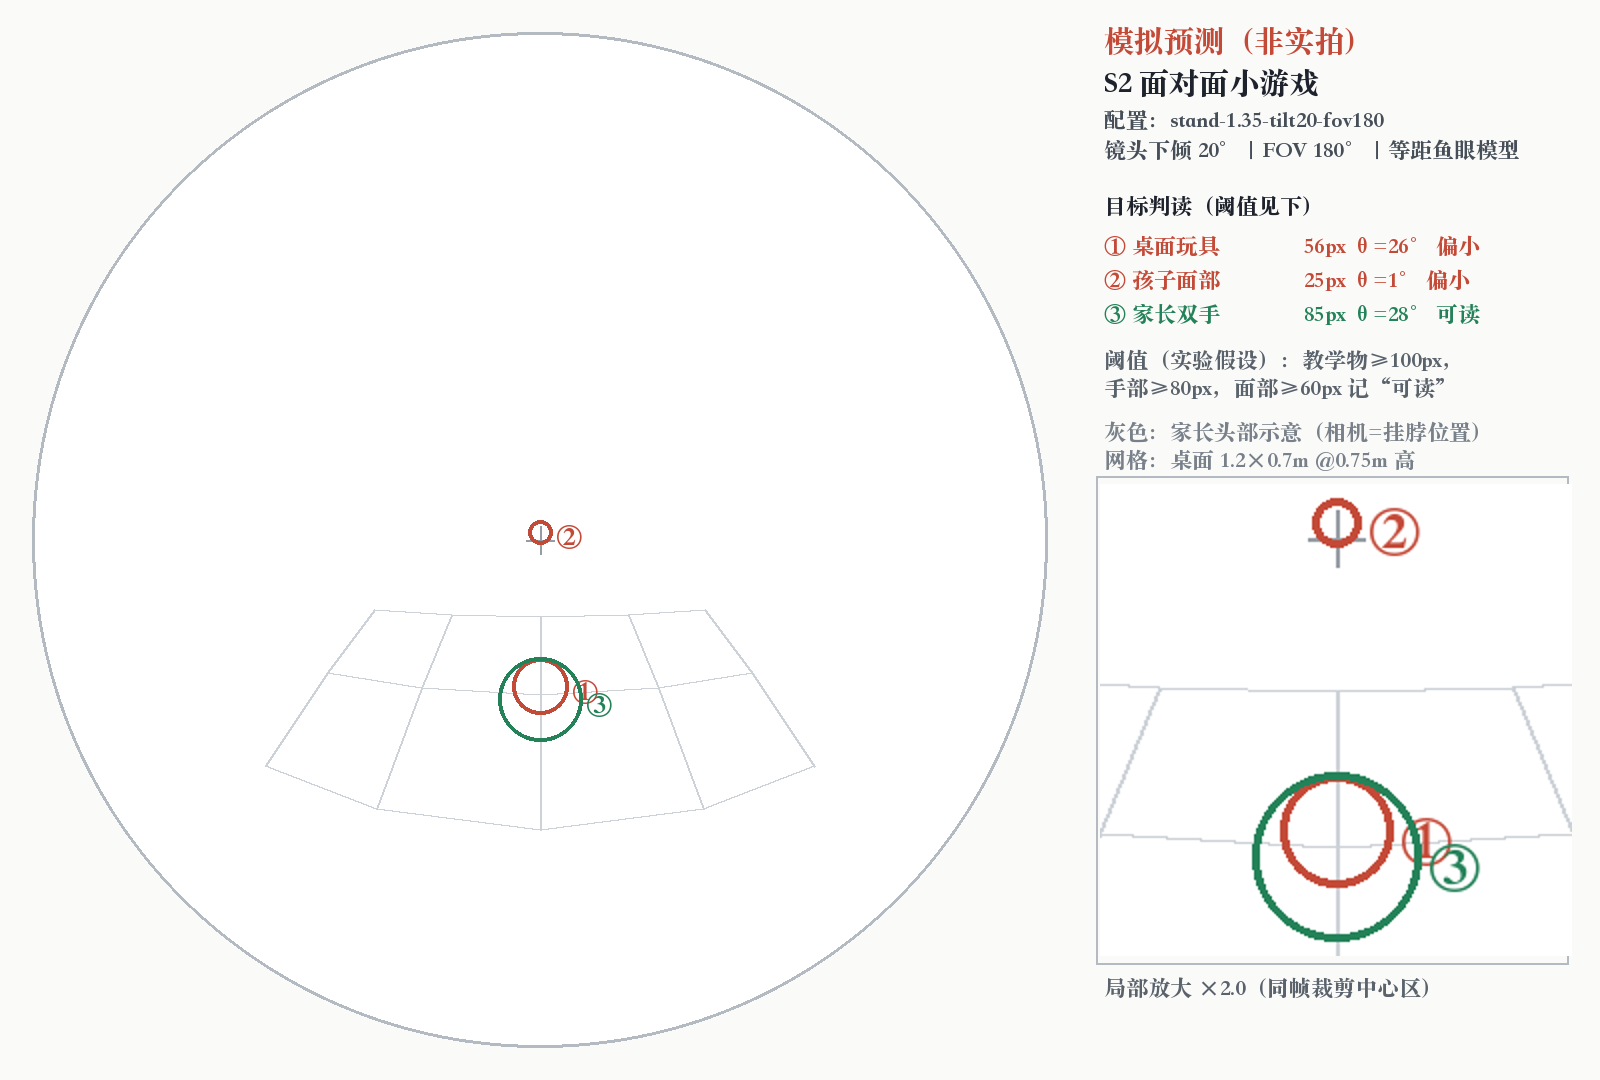 模拟预测（非实拍）
S2 面对面小游戏
配置：stand-1.35-tilt20-fov180
镜头下倾 20° | FOV 180° | 等距鱼眼模型
目标判读（阈值见下）
① 桌面玩具 56px θ=26° 偏小
② 孩子面部 25px θ=1° 偏小
③ 家长双手 85px θ=28° 可读
阈值（实验假设）：教学物≥100px，
手部≥80px，面部≥60px 记“可读”
灰色：家长头部示意（相机=挂脖位置）
网格：桌面 1.2×0.7m @0.75m 高
②
①
③
②
①
③
局部放大 ×2.0（同帧裁剪中心区）